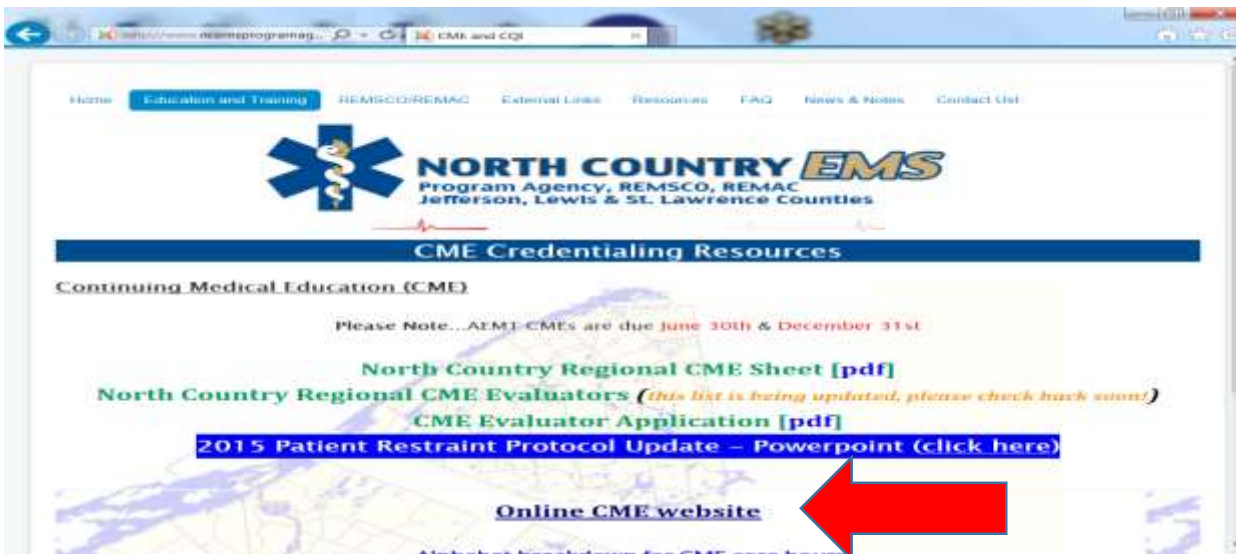 CME and CQI
Home Education and Training REMSCO/REMAC External Links Resources FAQ News & Notes Contact Us!
NORTH COUNTRY EMS
Program Agency, REMSCO, REMAC
Jefferson, Lewis & St. Lawrence Counties
CME Credentialing Resources
Continuing Medical Education (CME)
Please Note...AEMT CMEs are due June 30th & December 31st
North Country Regional CME Sheet [pdf]
North Country Regional CME Evaluators (this list is being updated, please check back soon!)
CME Evaluator Application [pdf]
2015 Patient Restraint Protocol Update – Powerpoint (click here)
Online CME website